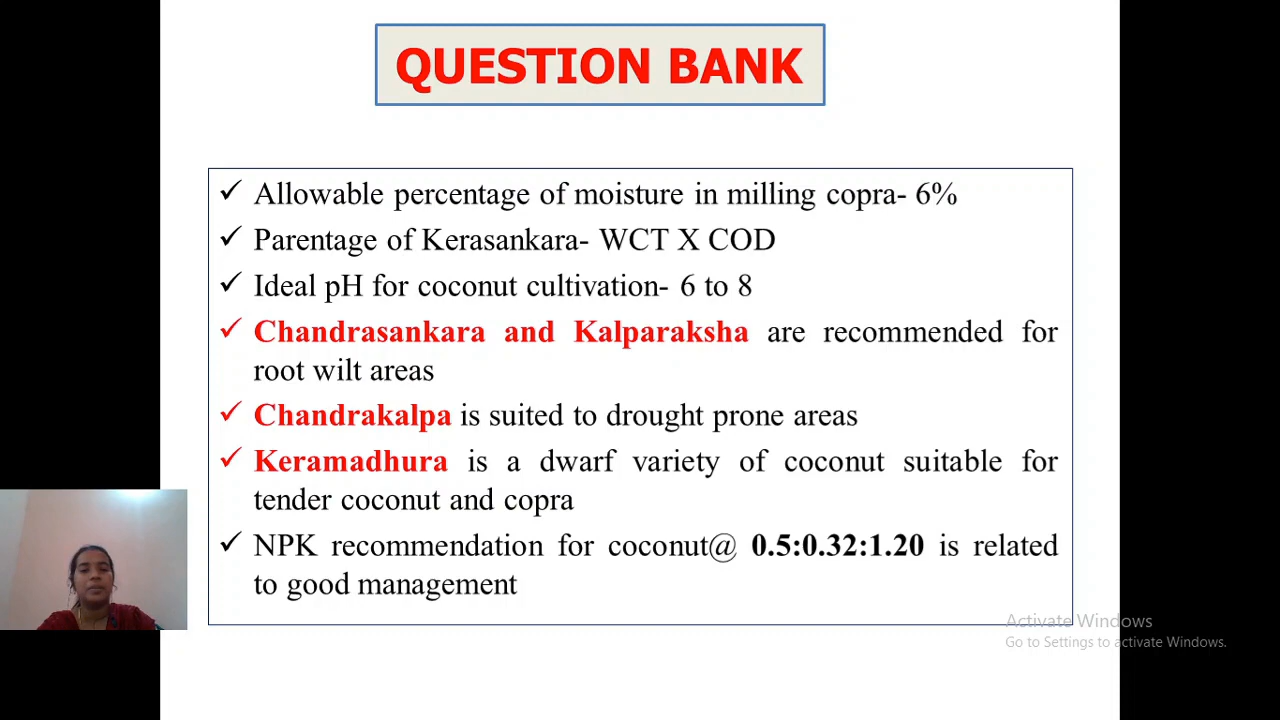 QUESTION BANK
✓ Allowable percentage of moisture in milling copra- 6%
✓ Parentage of Kerasankara- WCT X COD
✓ Ideal pH for coconut cultivation- 6 to 8
✓ Chandrasankara and Kalparaksha are recommended for
root wilt areas
✓ Chandrakalpa is suited to drought prone areas
✓ Keramadhura is a dwarf variety of coconut suitable for
tender coconut and copra
✓ NPK recommendation for coconut@ 0.5:0.32:1.20 is related
to good management
Activate Windows
Go to Settings to activate Windows.